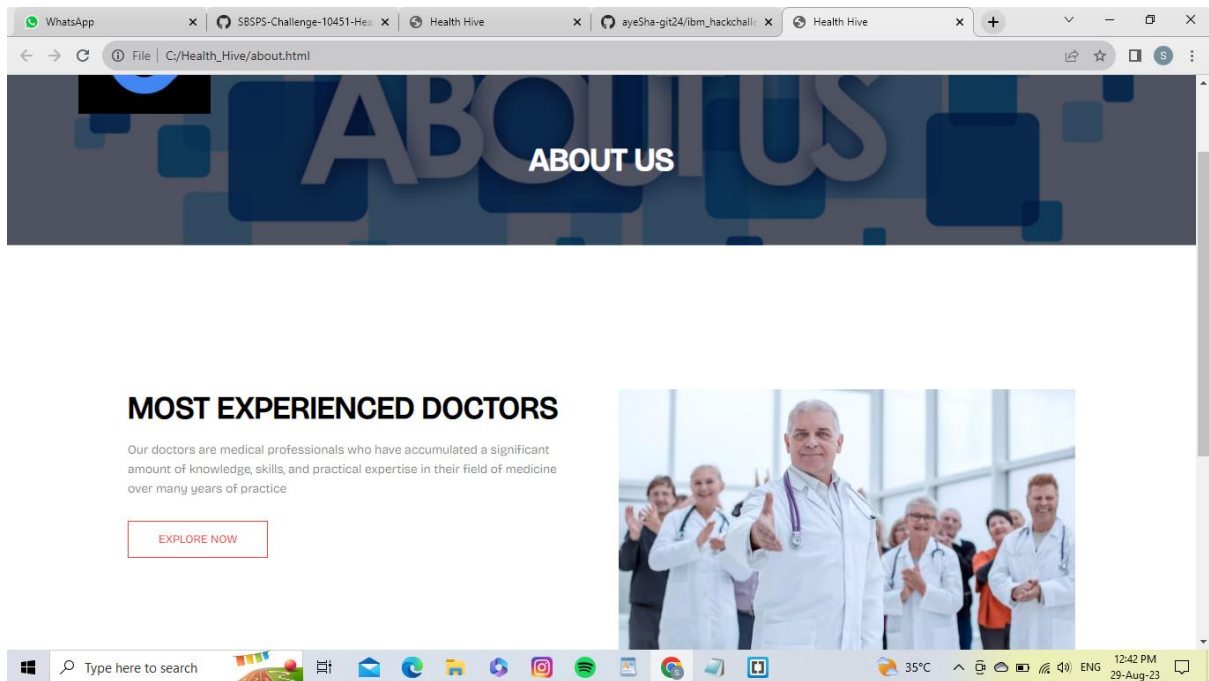 WhatsApp
SBSPS-Challenge-10451-Hea
Health Hive
ayeSha-git24/ibm_hackchalle
Health Hive
File | C:/Health_Hive/about.html
S
ABOUT US
ABOUT US
MOST EXPERIENCED DOCTORS
Our doctors are medical professionals who have accumulated a significant
amount of knowledge, skills, and practical expertise in their field of medicine
over many years of practice
EXPLORE NOW
Type here to search
35°C
ENG
12:42 PM
29-Aug-23